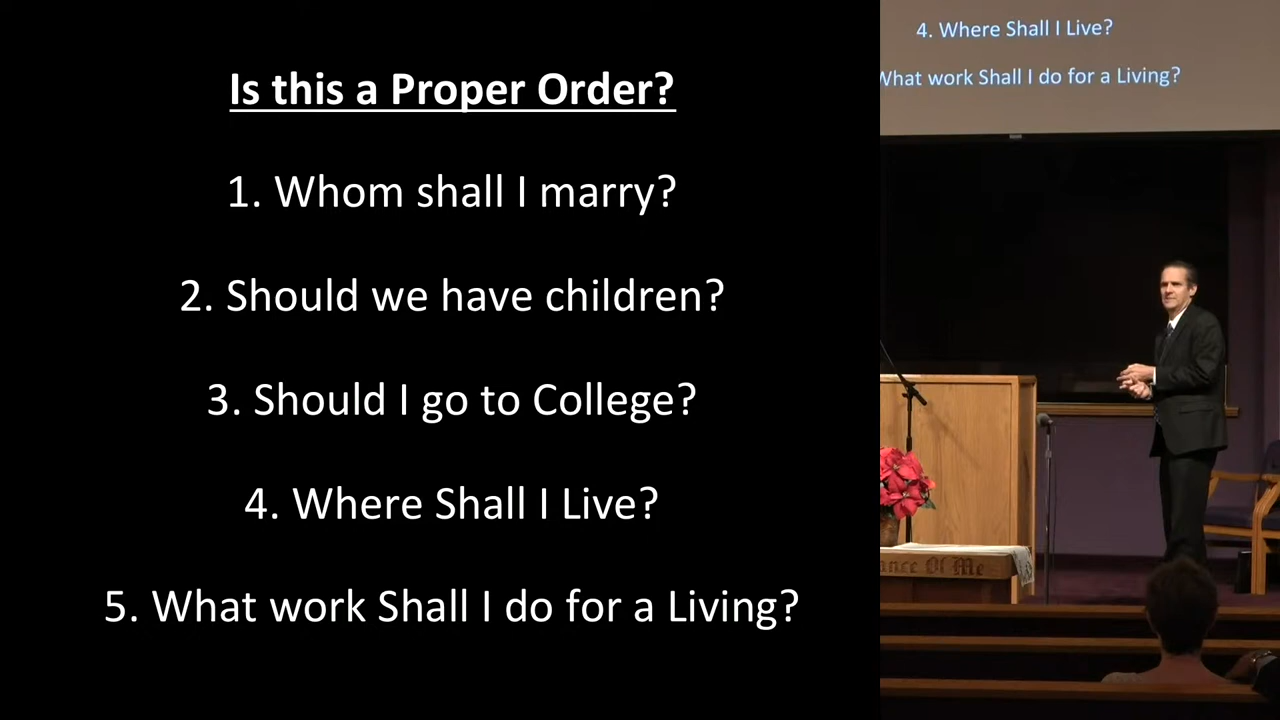 Is this a Proper Order?
1. Whom shall I marry?
2. Should we have children?
3. Should I go to College?
4. Where Shall I Live?
5. What work Shall I do for a Living?
4. Where Shall I Live?
What work Shall I do for a Living?
Of Me